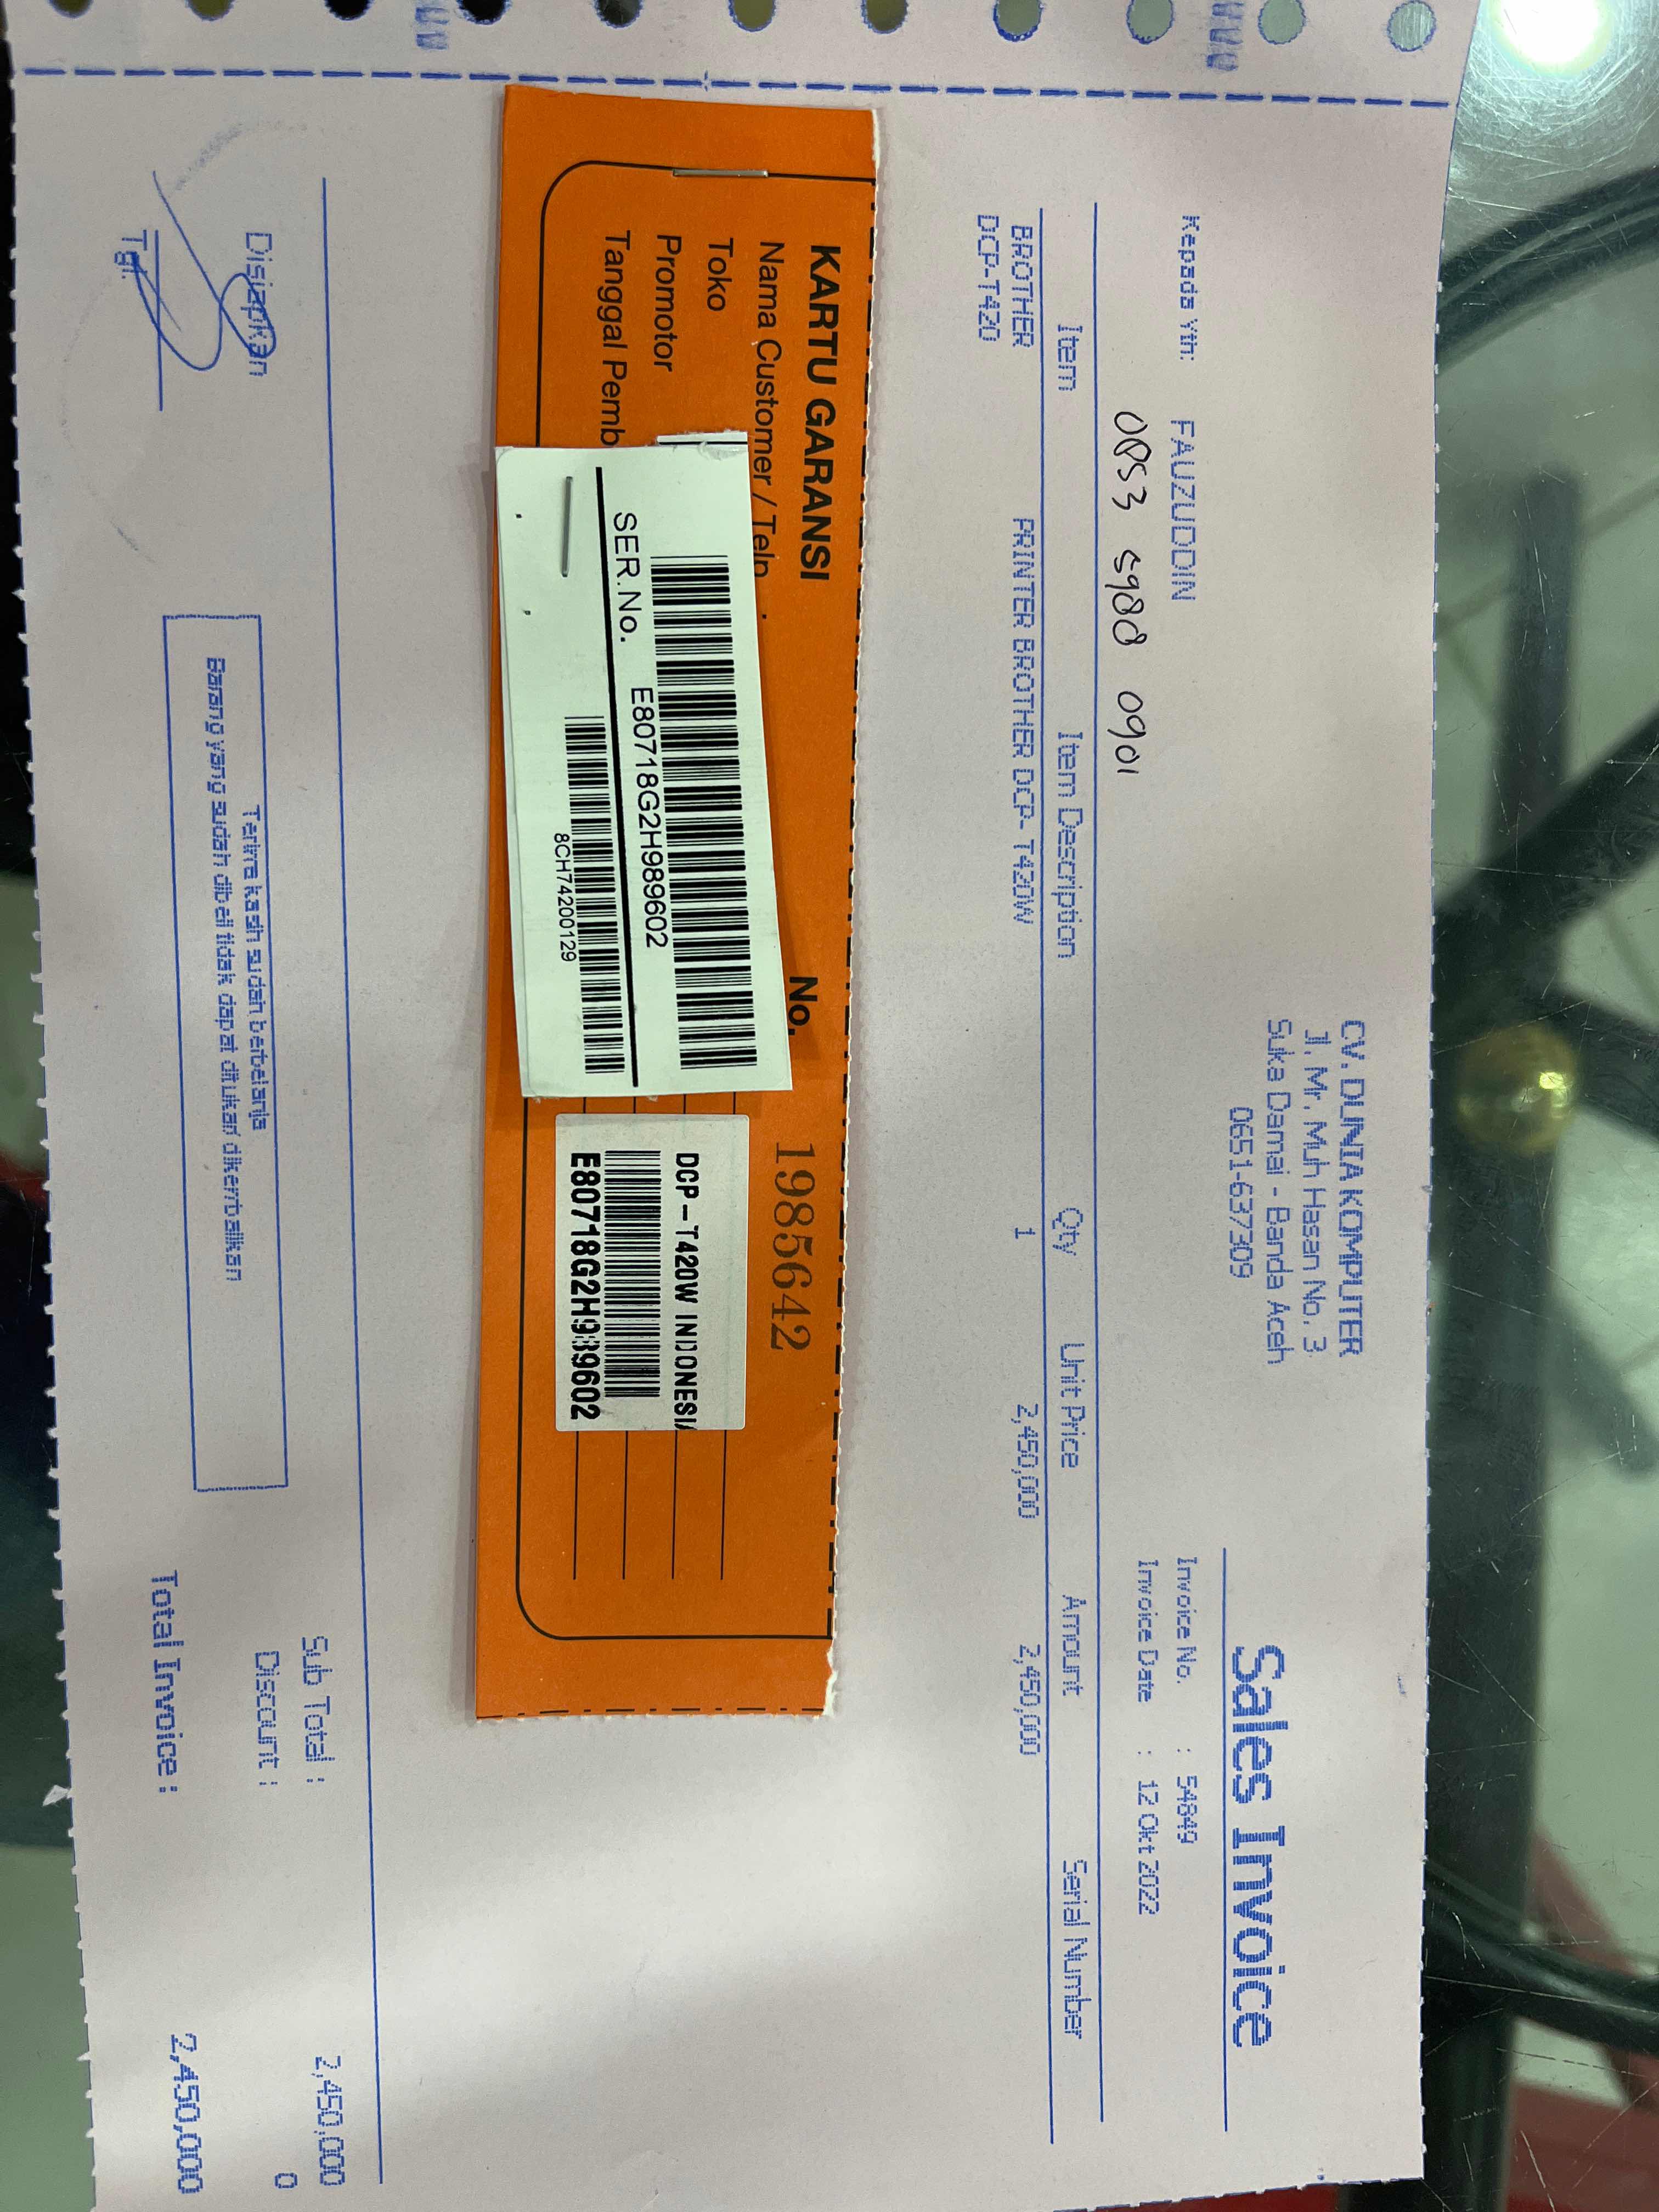 CV. DUNIA KOMPUTER
Jl. Mr. Muh Hasan No. 3
Suka Damai - Banda Aceh
0651-637309
Sales Invoice
Kepada Yth: FAUZUDDIN
0853 5980 0901
Invoice No. : 54849
Invoice Date : 12 Okt 2022
Item Item Description Qty Unit Price Amount Serial Number
BROTHER PRINTER BROTHER DCP- T420W 1 2,450,000 2,450,000
DCP-T420
KARTU GARANSI No. 1985642
Nama Customer / Telp.
Toko
Promotor
Tanggal Pemb
SER.No. E80718G2H989602
8CH74200129
DCP-T420W INDONESIA
E80718G2H989602
Sub Total : 2,450,000
Discount : 0
Total Invoice : 2,450,000
Disiapkan
Tgl.
Terima kasih sudah berbelanja
Barang yang sudah dibeli tidak dapat ditukar/ dikembalikan